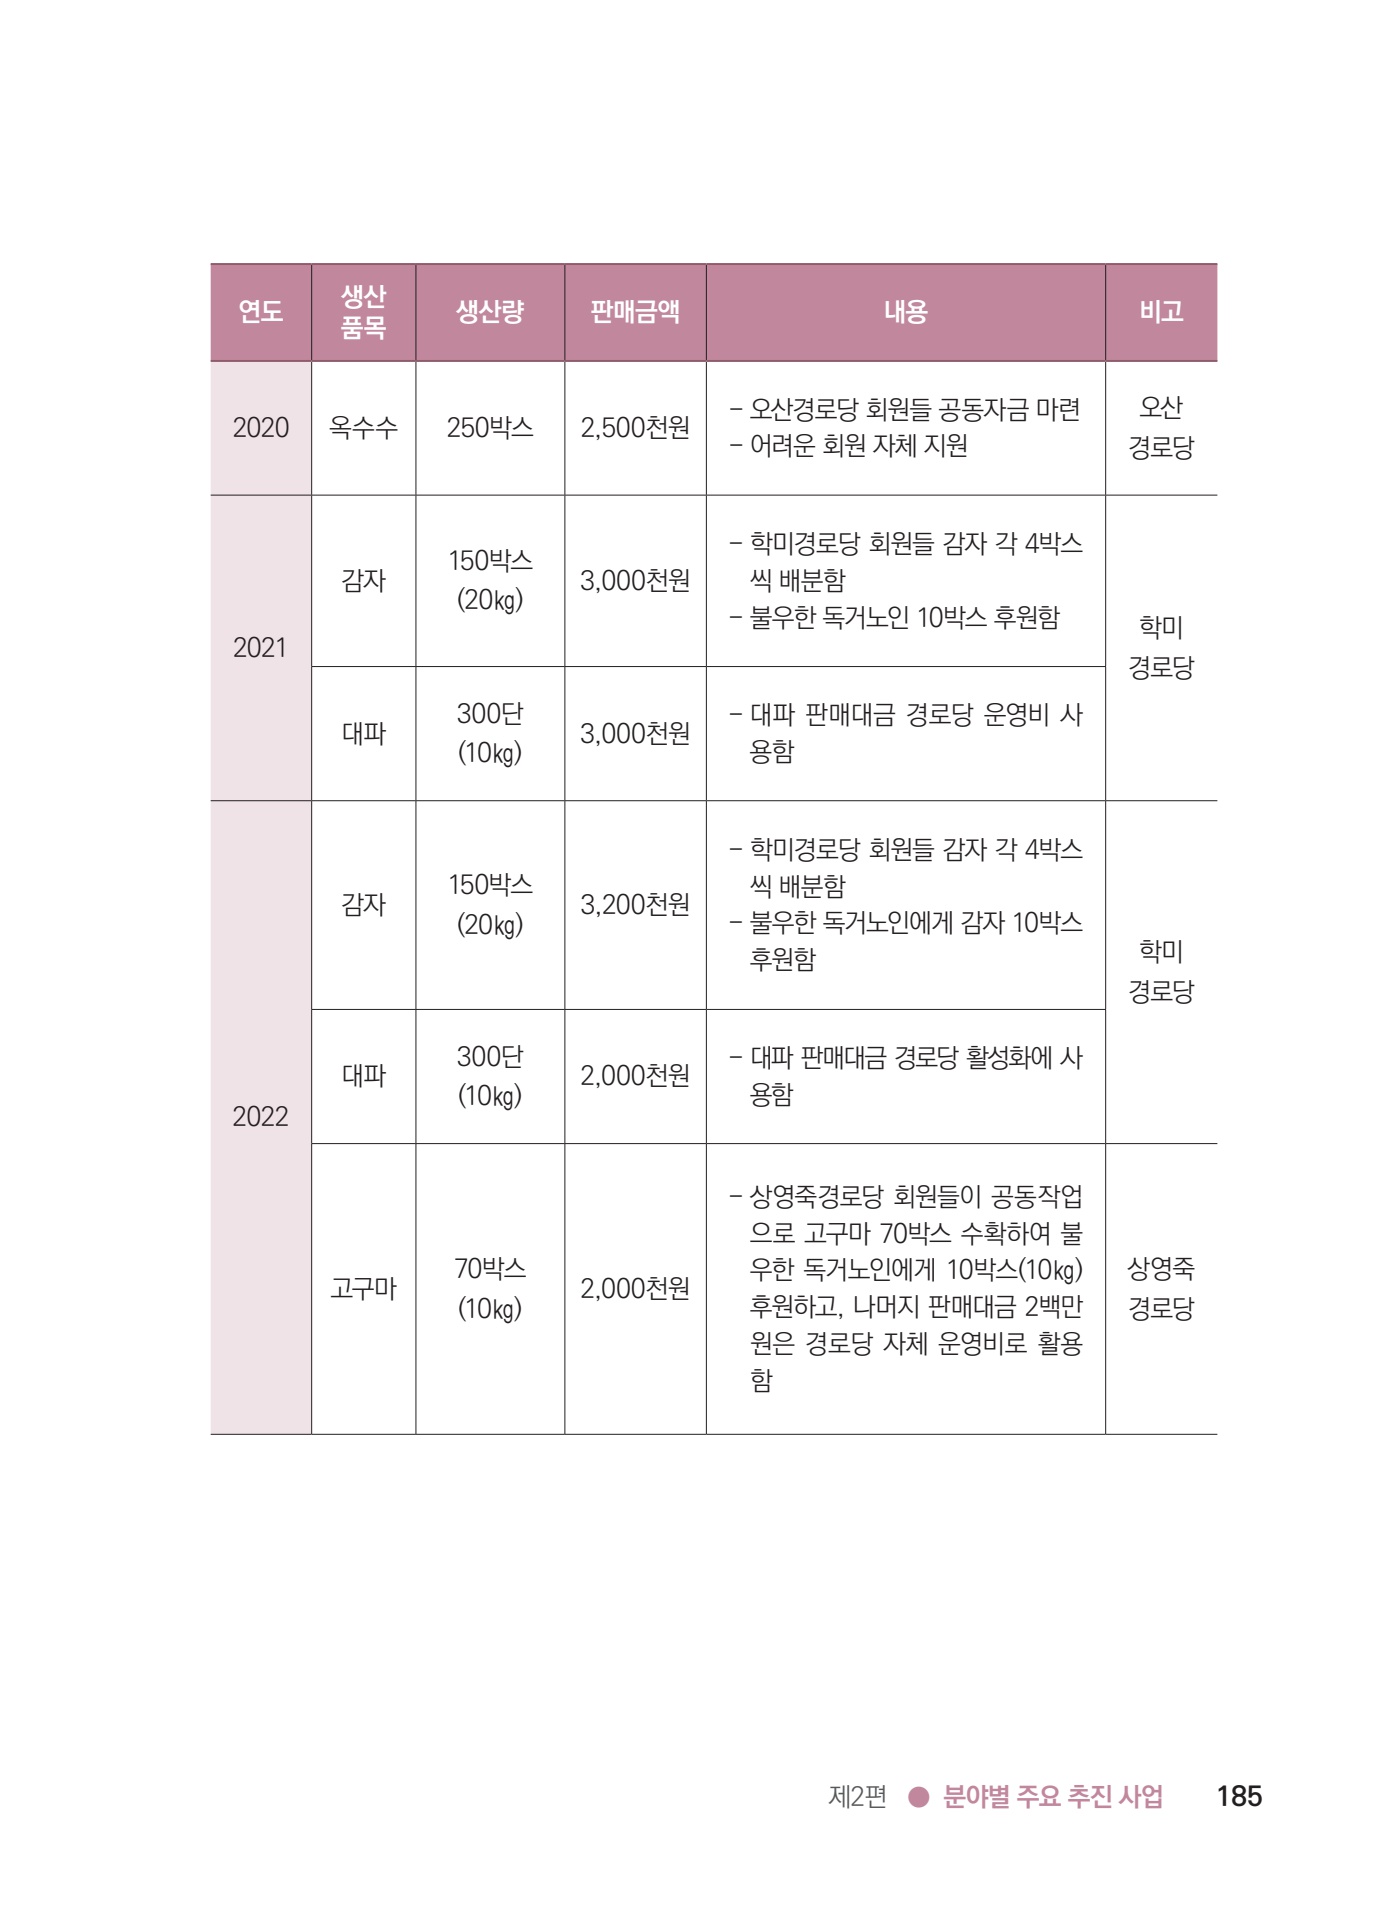 연도
생산
품목
생산량
판매금액
내용
비고
2020
옥수수
250박스
2,500천원
- 오산경로당 회원들 공동자금 마련
- 어려운 회원 자체 지원
오산
경로당
2021
감자
150박스
(20㎏)
3,000천원
- 학미경로당 회원들 감자 각 4박스
씩 배분함
- 불우한 독거노인 10박스 후원함
학미
경로당
대파
300단
(10㎏)
3,000천원
- 대파 판매대금 경로당 운영비 사
용함
2022
감자
150박스
(20㎏)
3,200천원
- 학미경로당 회원들 감자 각 4박스
씩 배분함
- 불우한 독거노인에게 감자 10박스
후원함
학미
경로당
대파
300단
(10㎏)
2,000천원
- 대파 판매대금 경로당 활성화에 사
용함
고구마
70박스
(10㎏)
2,000천원
- 상영죽경로당 회원들이 공동작업
으로 고구마 70박스 수확하여 불
우한 독거노인에게 10박스(10㎏)
후원하고, 나머지 판매대금 2백만
원은 경로당 자체 운영비로 활용
함
상영죽
경로당
제2편 ● 분야별 주요 추진 사업 185